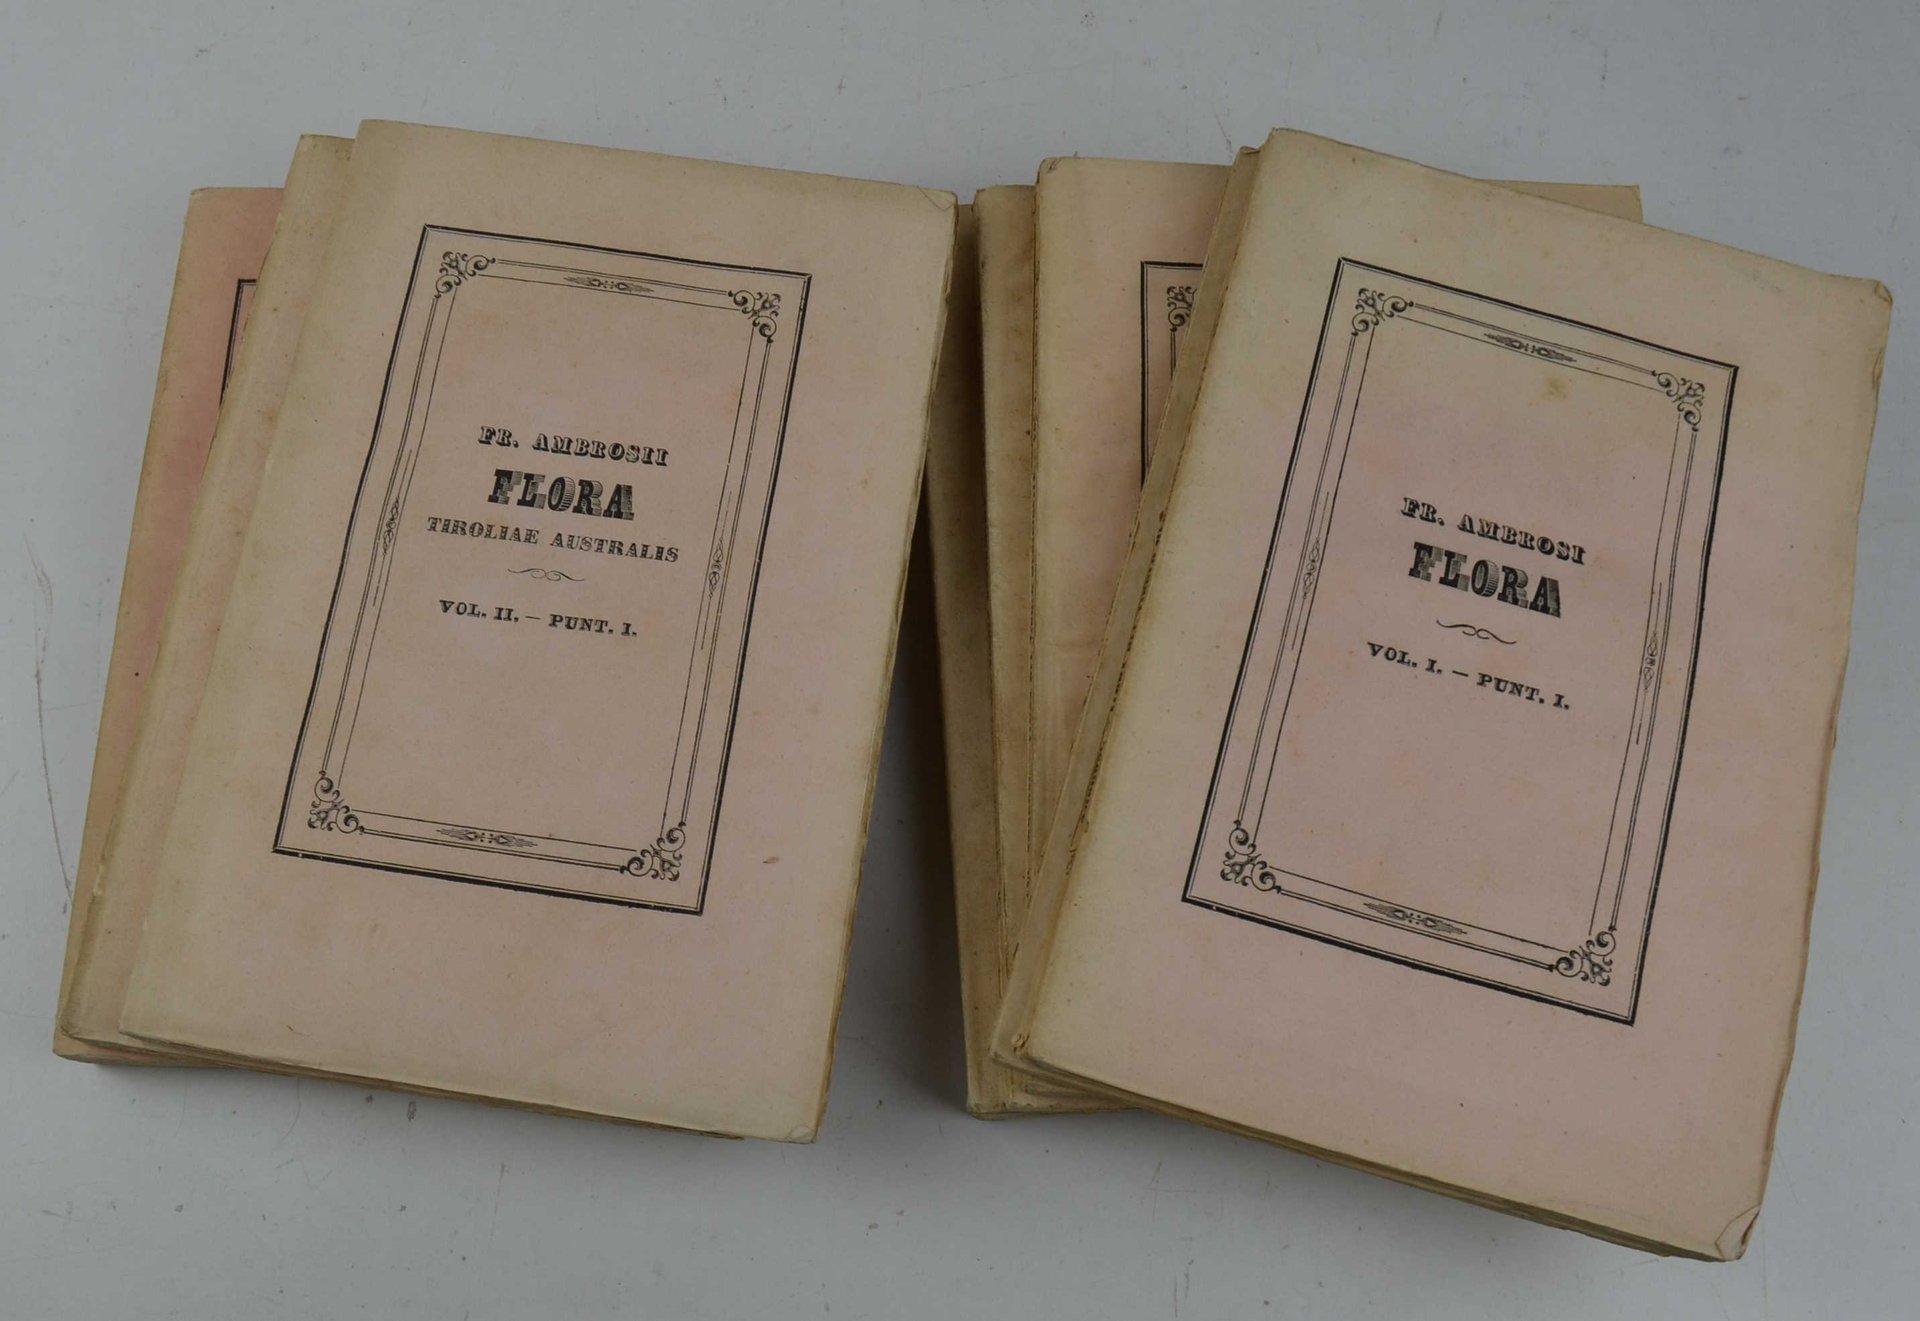 FR. AMBROSII
FLORA
TIROLIAE AUSTRALIS
VOL. II. — PUNT. I.
FR. AMBROSI
FLORA
VOL. I. — PUNT. I.